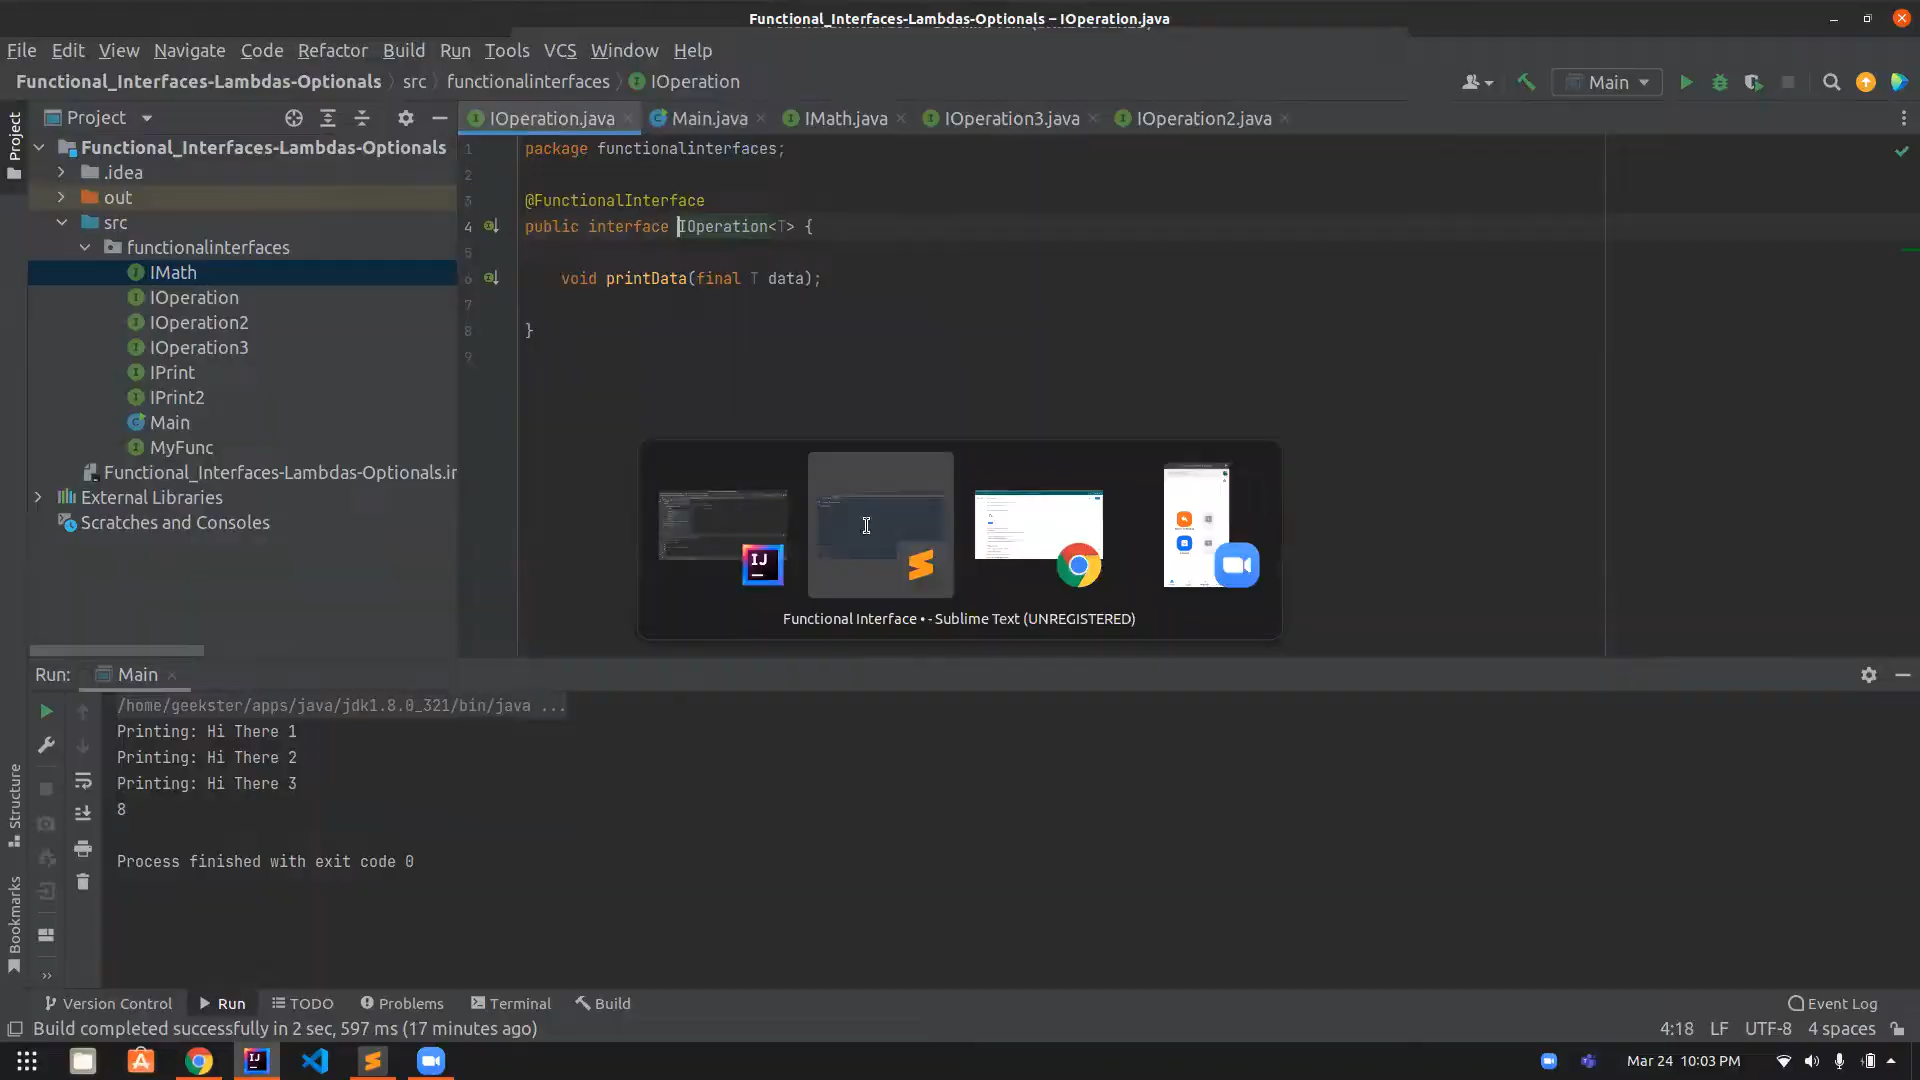 Functional_Interfaces-Lambdas-Optionals – IOperation.java
File Edit View Navigate Code Refactor Build Run Tools VCS Window Help
Functional_Interfaces-Lambdas-Optionals src functionalinterfaces IOperation
Main
Project
Project
IOperation.java
Main.java
IMath.java
IOperation3.java
IOperation2.java
Functional_Interfaces-Lambdas-Optionals
.idea
out
src
functionalinterfaces
IMath
IOperation
IOperation2
IOperation3
IPrint
IPrint2
Main
MyFunc
Functional_Interfaces-Lambdas-Optionals.ir
External Libraries
Scratches and Consoles
1 package functionalinterfaces;
2
3 @FunctionalInterface
4 public interface IOperation<T> {
5
6 void printData(final T data);
7
8 }
9
IJ
Functional Interface • - Sublime Text (UNREGISTERED)
Run: Main
/home/geekster/apps/java/jdk1.8.0_321/bin/java ...
Printing: Hi There 1
Printing: Hi There 2
Printing: Hi There 3
8
Process finished with exit code 0
Structure
Bookmarks
Version Control Run TODO Problems Terminal Build Event Log
Build completed successfully in 2 sec, 597 ms (17 minutes ago)
4:18 LF UTF-8 4 spaces
IJ
Mar 24 10:03 PM